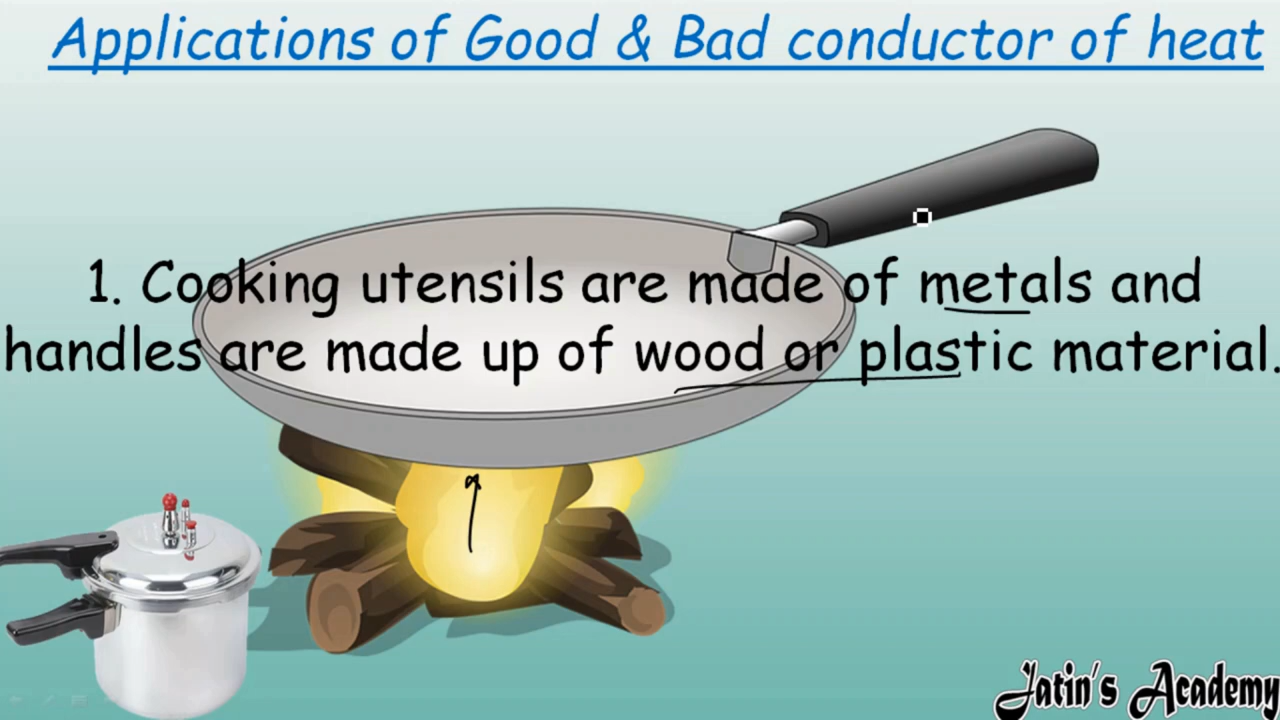 Applications of Good & Bad conductor of heat
1. Cooking utensils are made of metals and
handles are made up of wood or plastic material.
Jatin's Academy